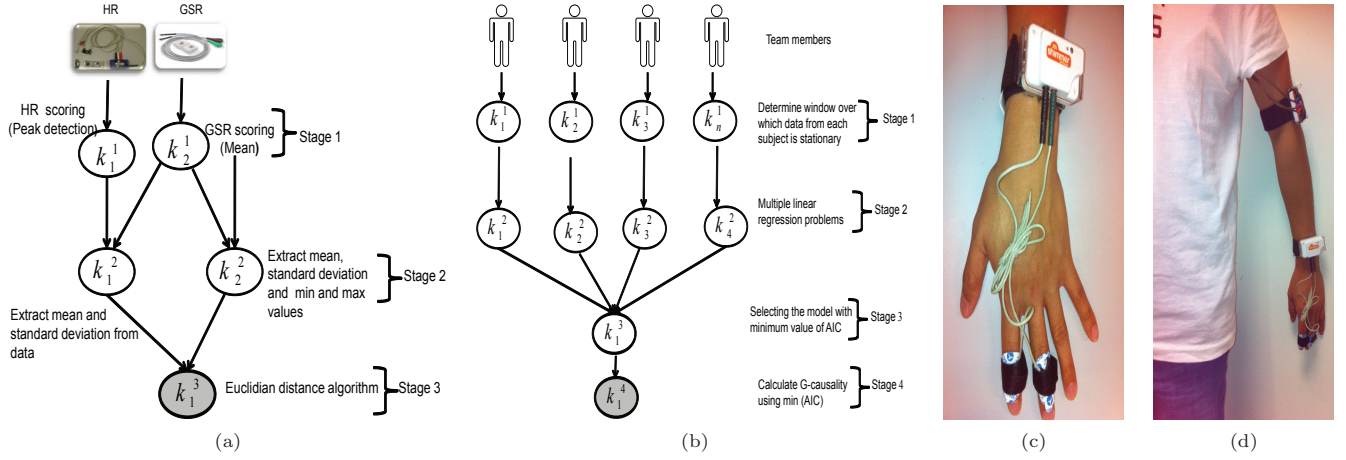 HR
GSR
HR scoring
(Peak detection)
GSR scoring
(Mean)
Stage 1
k 1 1
k 1 2
k 2 1
k 2 2
Extract mean,
standard deviation
and min and max
values
Stage 2
Extract mean and
standard deviation from
data
k 3 1
Euclidian distance algorithm
Stage 3
(a)
Team members
k 1 1
k 1 2
k 1 3
k 1 n
Determine window over
which data from each
subject is stationary
Stage 1
k 2 1
k 2 2
k 2 3
k 2 4
Multiple linear
regression problems
Stage 2
k 3 1
Selecting the model with
minimum value of AIC
Stage 3
k 4 1
Calculate G-causality
using min (AIC)
Stage 4
(b)
shimmer
(c)
(d)